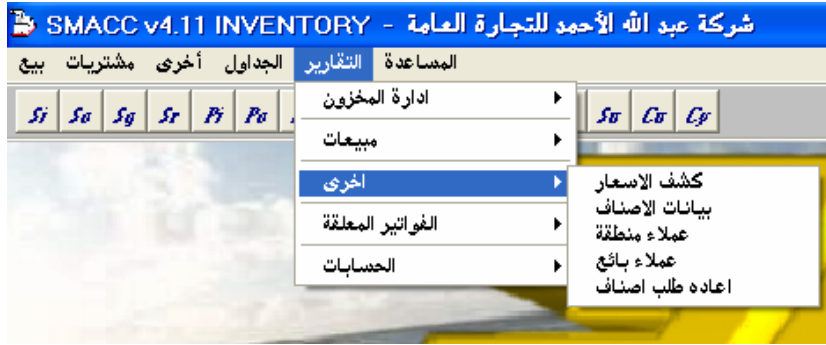 SMACC v4.11 INVENTORY - شركة عبد الله الأحمد للتجارة العامة
بيع مشتريات أخرى الجداول التقارير المساعدة
Si Sa Sg Sr Pi Pa Su Cu Cy
ادارة المخزون
مبيعات
اخرى
الفواتير المعلقة
الحسابات
كشف الاسعار
بيانات الاصناف
عملاء منطقة
عملاء بائع
اعاده طلب اصناف